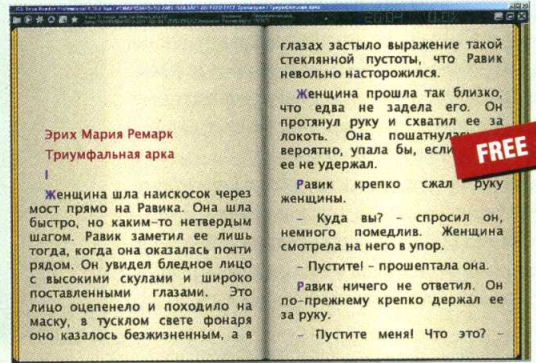 Эрих Мария Ремарк
Триумфальная арка
I
Женщина шла наискосок через
мост прямо на Равика. Она шла
быстро, но каким-то нетвердым
шагом. Равик заметил ее лишь
тогда, когда она оказалась почти
рядом. Он увидел бледное лицо
с высокими скулами и широко
поставленными глазами. Это
лицо оцепенело и походило на
маску, в тусклом свете фонаря
оно казалось безжизненным, а в
глазах застыло выражение такой
стеклянной пустоты, что Равик
невольно насторожился.
Женщина прошла так близко,
что едва не задела его. Он
протянул руку и схватил ее за
локоть. Она
вероятно, упала бы,
ее не удержал.
Равик крепко сжал руку
женщины.
– Куда вы? – спросил он,
немного помедлив. Женщина
смотрела на него в упор.
– Пустите! – прошептала она.
Равик ничего не ответил. Он
по-прежнему крепко держал ее
за руку.
– Пустите меня! Что это? –
FREE